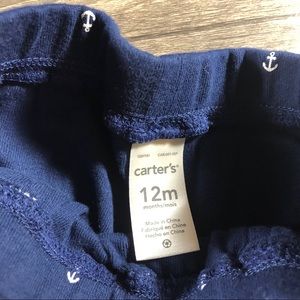 carter's
12m
months/mois
Made in China
Fabriqué en Chine
Hecho en China